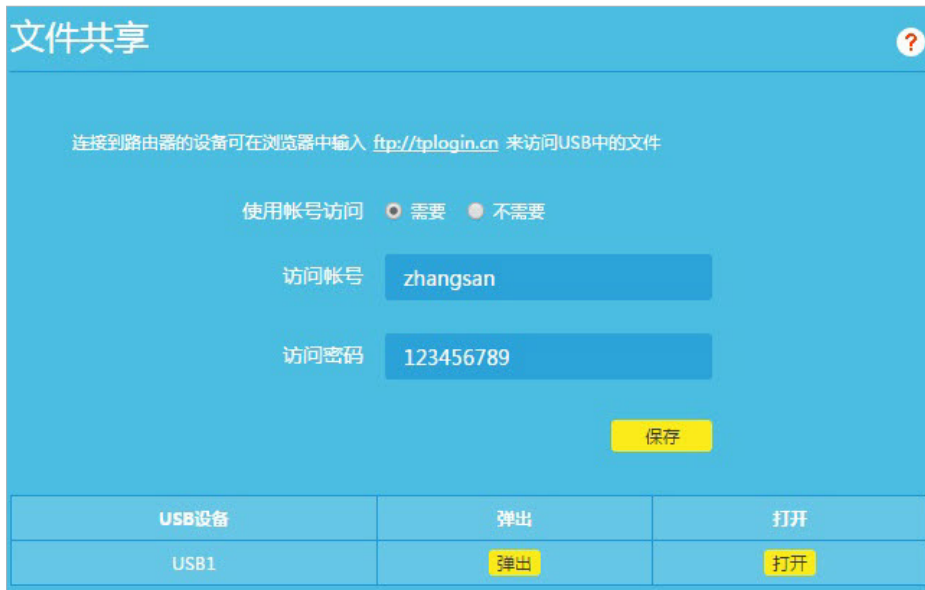 文件共享
?
连接到路由器的设备可在浏览器中输入 ftp://tplogin.cn 来访问USB中的文件
使用帐号访问 需要 不需要
访问帐号 zhangsan
访问密码 123456789
保存
USB设备 弹出 打开
USB1 弹出 打开